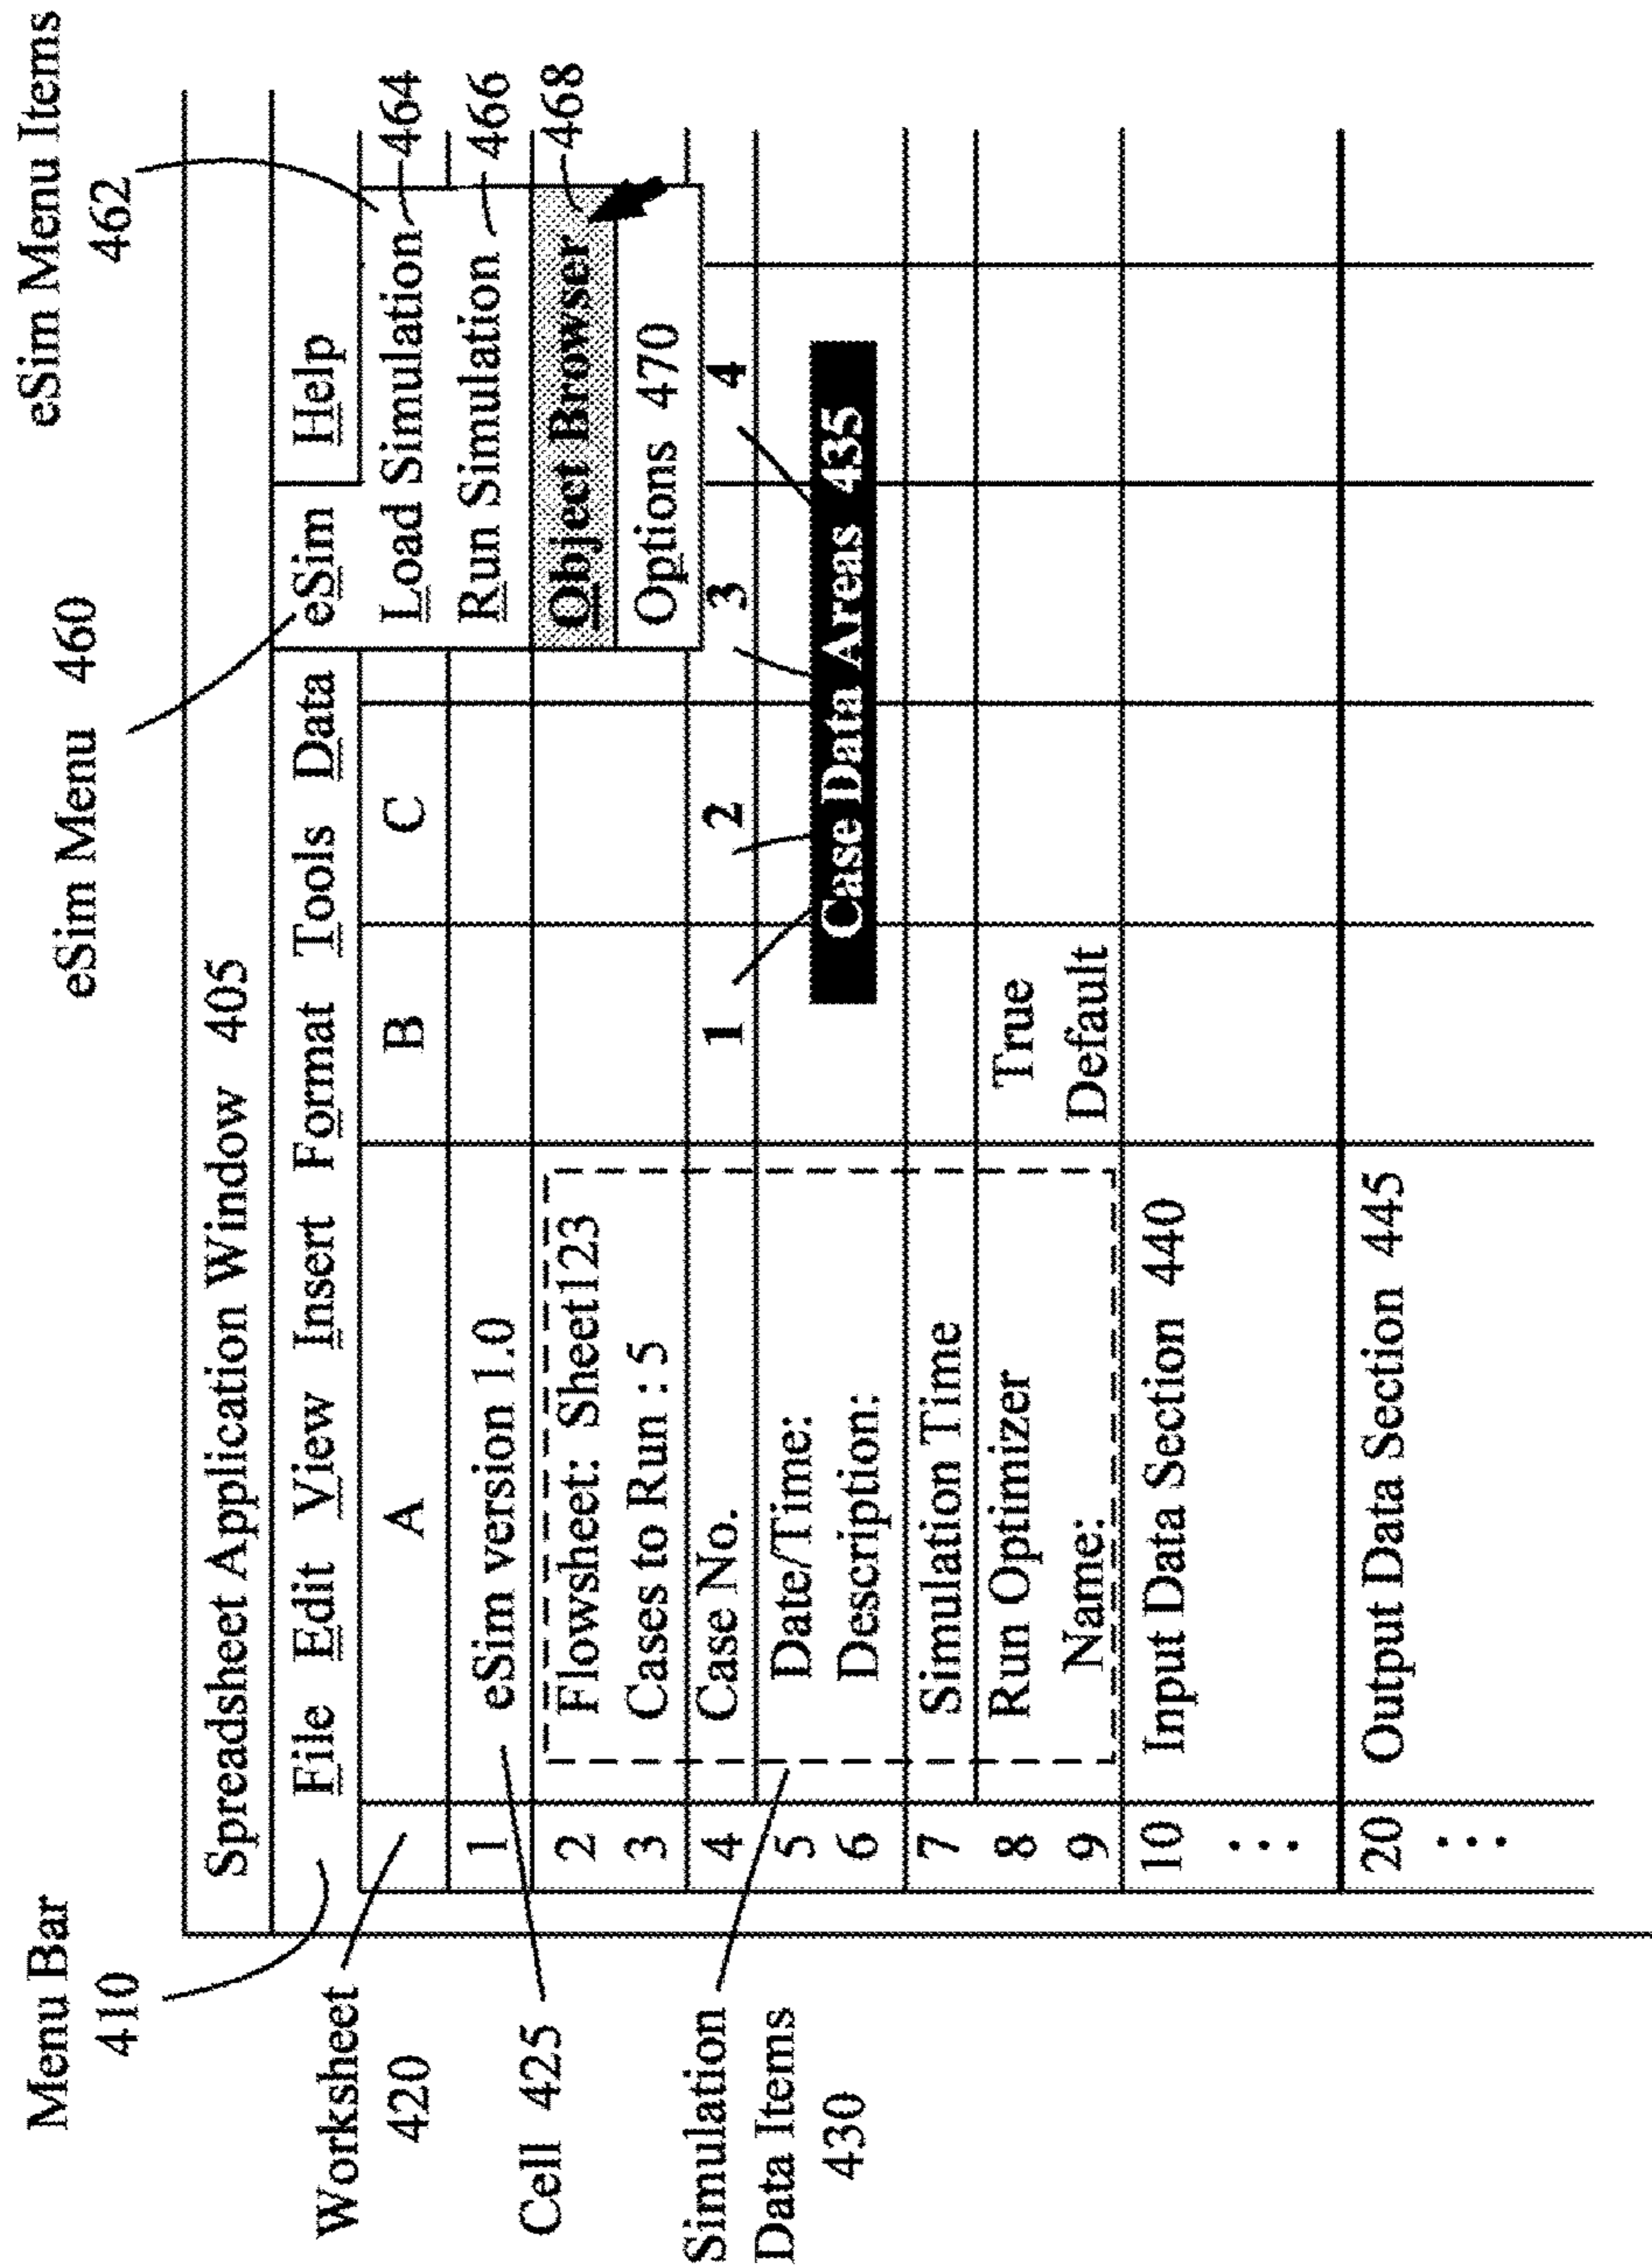 eSim Menu 460
eSim Menu Items
462
Menu Bar
410
Spreadsheet Application Window 405
File Edit View Insert Format Tools Data eSim Help
Worksheet
420
A B C
Load Simulation 464
Cell 425
1 eSim version 1.0
Run Simulation 466
2 Flowsheet: Sheet123
Object Browser 468
3 Cases to Run : 5
Options 470
Simulation
Data Items
430
4 Case No. 1 2 3 4
5 Date/Time:
6 Description:
Case Data Areas 435
7 Simulation Time
8 Run Optimizer True
9 Name: Default
10 Input Data Section 440
⋮
20 Output Data Section 445
⋮